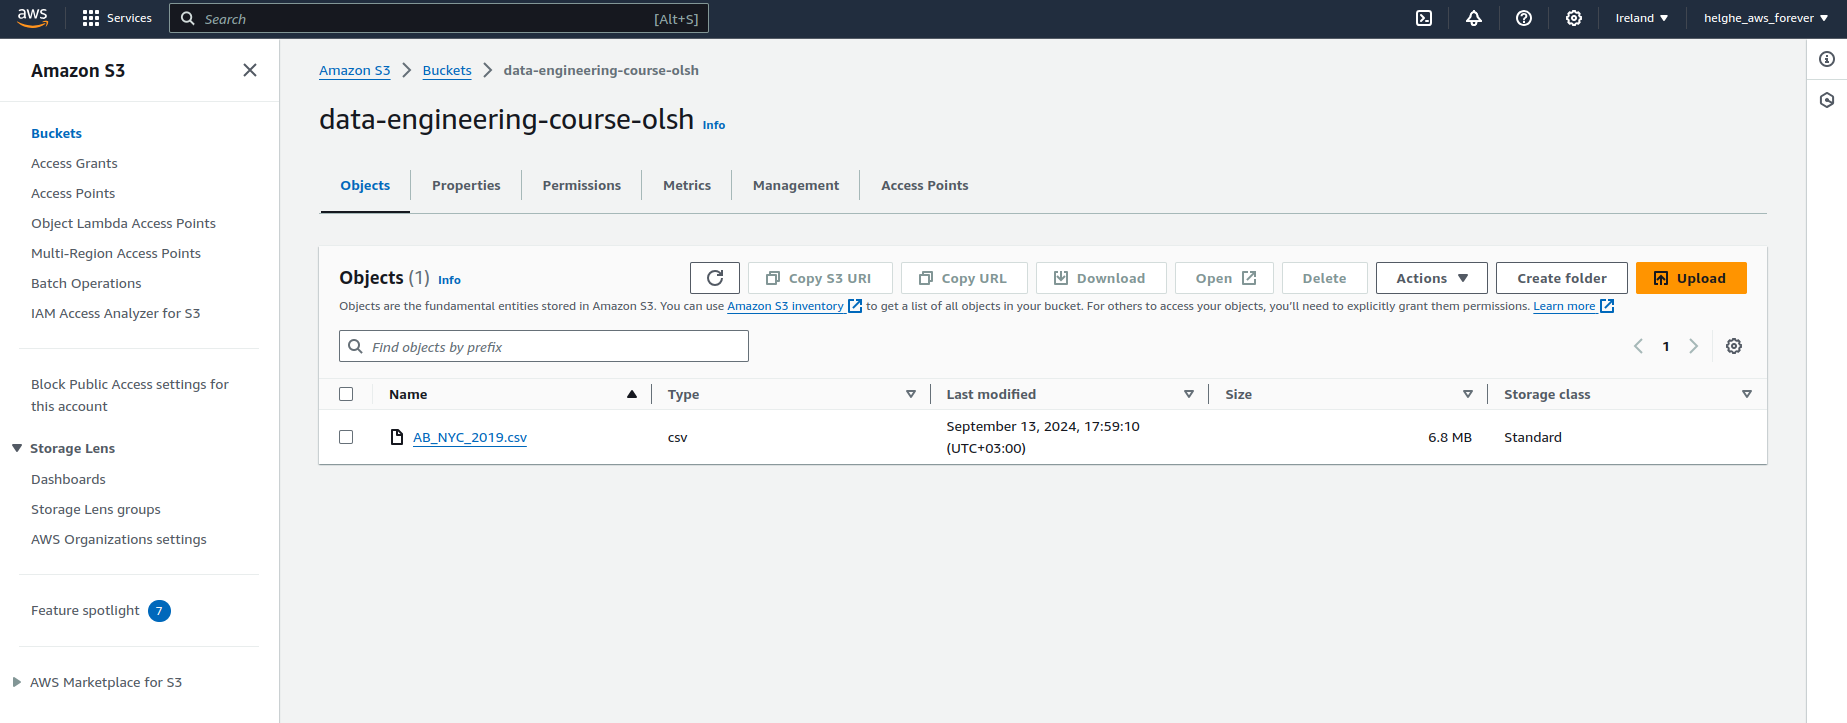 aws
Services
Search [Alt+S]
Ireland
helghe_aws_forever
Amazon S3
Buckets
Access Grants
Access Points
Object Lambda Access Points
Multi-Region Access Points
Batch Operations
IAM Access Analyzer for S3
Block Public Access settings for
this account
Storage Lens
Dashboards
Storage Lens groups
AWS Organizations settings
Feature spotlight 7
AWS Marketplace for S3
Amazon S3 Buckets data-engineering-course-olsh
data-engineering-course-olsh Info
Objects Properties Permissions Metrics Management Access Points
Objects (1) Info Copy S3 URI Copy URL Download Open Delete Actions Create folder Upload
Objects are the fundamental entities stored in Amazon S3. You can use Amazon S3 inventory to get a list of all objects in your bucket. For others to access your objects, you'll need to explicitly grant them permissions. Learn more
Find objects by prefix 1
Name Type Last modified Size Storage class
AB_NYC_2019.csv csv September 13, 2024, 17:59:10 6.8 MB Standard
(UTC+03:00)